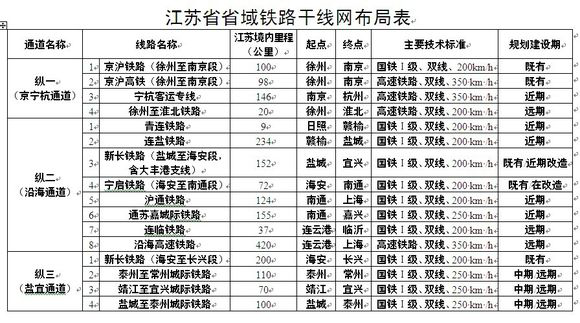 江苏省省域铁路干线网布局表
通道名称 线路名称 江苏境内里程（公里） 起点 终点 主要技术标准 规划建设期
纵一（京宁杭通道）
1 京沪铁路（徐州至南京段） 100 徐州 南京 国铁Ⅰ级、双线、200km/h 既有
2 京沪高铁（徐州至南京段） 98 徐州 南京 高速铁路、双线、350km/h 既有
3 宁杭客运专线 146 南京 杭州 高速铁路、双线、350km/h 近期
4 徐州至淮北铁路 20 徐州 淮北 高速铁路、双线、200km/h 远期
纵二（沿海通道）
1 青连铁路 9 日照 赣榆 国铁Ⅰ级、双线、200km/h 近期
2 连盐铁路 234 赣榆 盐城 国铁Ⅰ级、双线、200km/h 近期
3 新长铁路（盐城至海安段，含大丰港支线） 152 盐城 宜兴 国铁Ⅰ级、双线、200km/h 既有 近期改造
4 宁启铁路（海安至南通段） 72 海安 南通 国铁Ⅰ级、双线、200km/h 既有 在改造
5 沪通铁路 124 南通 上海 国铁Ⅰ级、双线、200km/h 近期
6 通苏嘉城际铁路 155 南通 嘉兴 国铁Ⅰ级、双线、250km/h 近期
7 连临铁路 37 连云港 临沂 国铁Ⅰ级、双线、200km/h 远期
8 沿海高速铁路 420 连云港 上海 高速铁路、双线、350km/h 远期
纵三（盐宜通道）
1 新长铁路（海安至长兴段） 200 海安 长兴 国铁Ⅰ级、双线、200km/h 既有
2 泰州至常州城际铁路 110 泰州 常州 国铁Ⅰ级、双线、250km/h 中期 远期
3 靖江至宜兴城际铁路 70 靖江 宜兴 国铁Ⅰ级、双线、250km/h 中期 远期
4 盐城至泰州城际铁路 100 盐城 泰州 国铁Ⅰ级、双线、250km/h 中期 远期